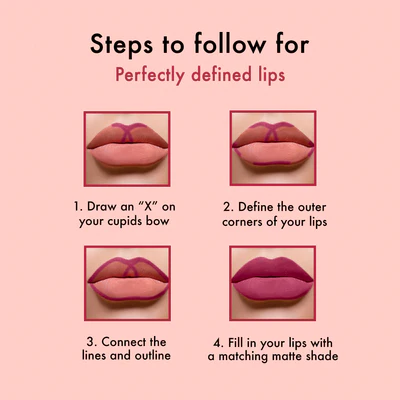 Steps to follow for
Perfectly defined lips
1. Draw an “X” on
your cupids bow
2. Define the outer
corners of your lips
3. Connect the
lines and outline
4. Fill in your lips with
a matching matte shade